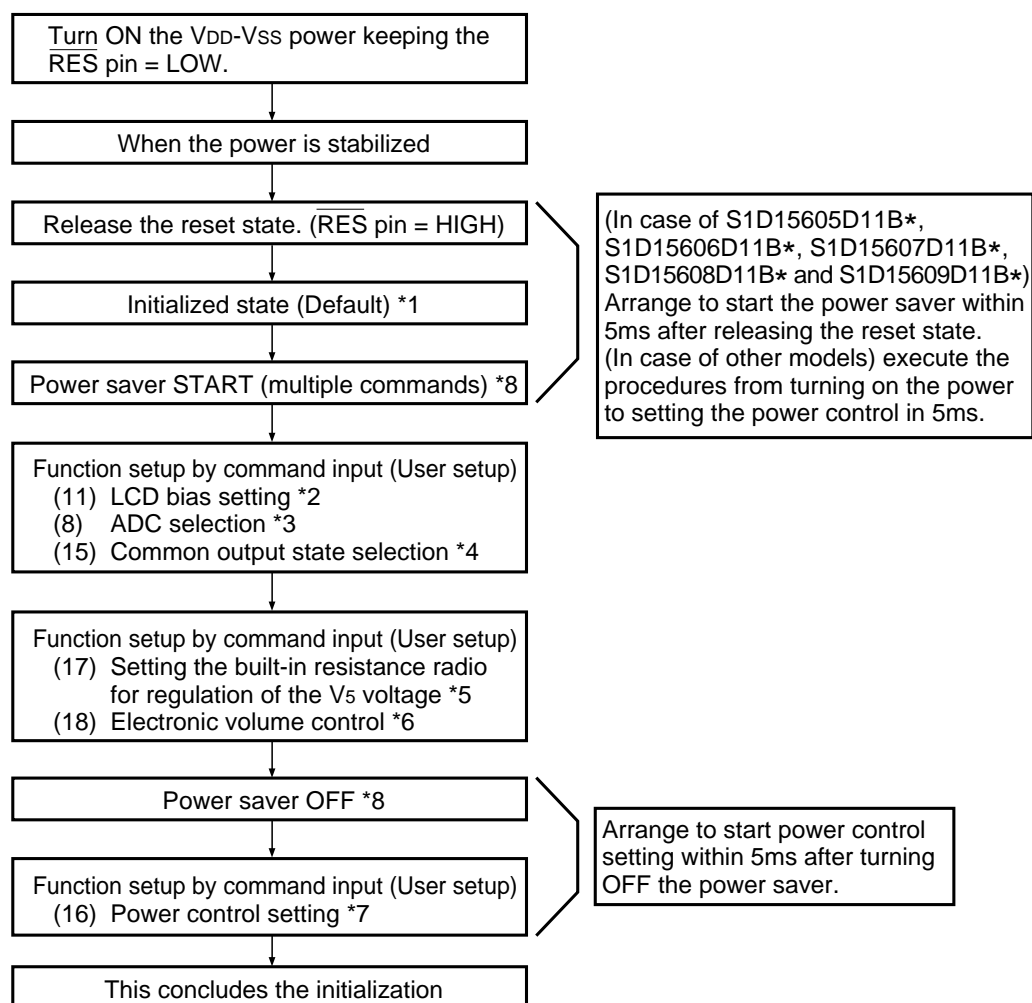 Turn ON the VDD-VSS power keeping the
RES pin = LOW.
When the power is stabilized
Release the reset state. (RES pin = HIGH)
Initialized state (Default) *1
Power saver START (multiple commands) *8
(In case of S1D15605D11B*,
S1D15606D11B*, S1D15607D11B*,
S1D15608D11B* and S1D15609D11B*)
Arrange to start the power saver within
5ms after releasing the reset state.
(In case of other models) execute the
procedures from turning on the power
to setting the power control in 5ms.
Function setup by command input (User setup)
(11) LCD bias setting *2
(8) ADC selection *3
(15) Common output state selection *4
Function setup by command input (User setup)
(17) Setting the built-in resistance radio
for regulation of the V5 voltage *5
(18) Electronic volume control *6
Power saver OFF *8
Function setup by command input (User setup)
(16) Power control setting *7
Arrange to start power control
setting within 5ms after turning
OFF the power saver.
This concludes the initialization